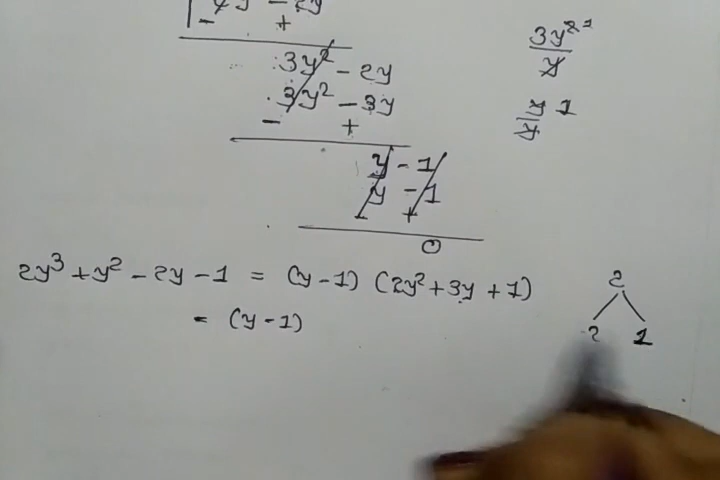 - +
3y² - 2y
3y² - 3y
- +
y - 1
y - 1
- +
0
3y²
y
y 1
y
2y³ + y² - 2y - 1 = (y - 1) (2y² + 3y + 1)
= (y - 1)
2
2 1